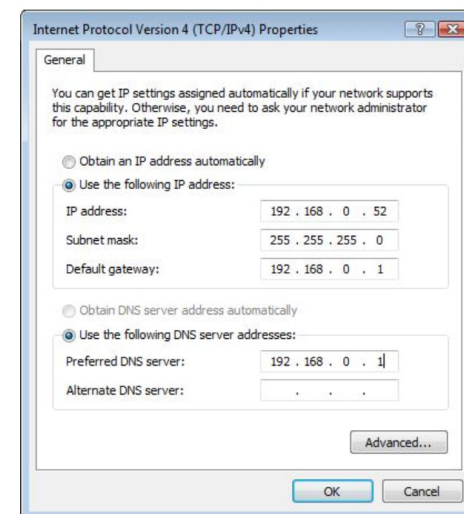 Internet Protocol Version 4 (TCP/IPv4) Properties
General
You can get IP settings assigned automatically if your network supports
this capability. Otherwise, you need to ask your network administrator
for the appropriate IP settings.
Obtain an IP address automatically
Use the following IP address:
IP address: 192 . 168 . 0 . 52
Subnet mask: 255 . 255 . 255 . 0
Default gateway: 192 . 168 . 0 . 1
Obtain DNS server address automatically
Use the following DNS server addresses:
Preferred DNS server: 192 . 168 . 0 . 1
Alternate DNS server: . . .
Advanced...
OK Cancel